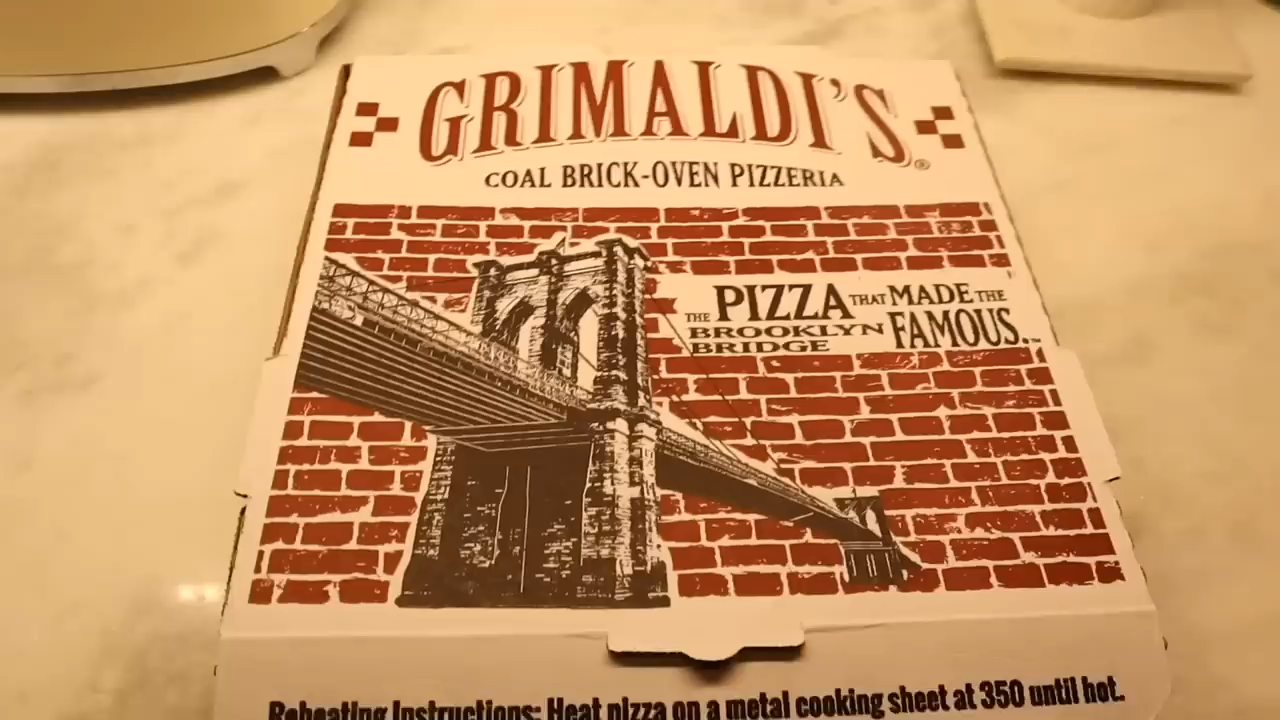 GRIMALDI'S®
COAL BRICK-OVEN PIZZERIA
THE PIZZA THAT MADE THE
BROOKLYN BRIDGE FAMOUS.™
Reheating Instructions: Heat pizza on a metal cooking sheet at 350 until hot.